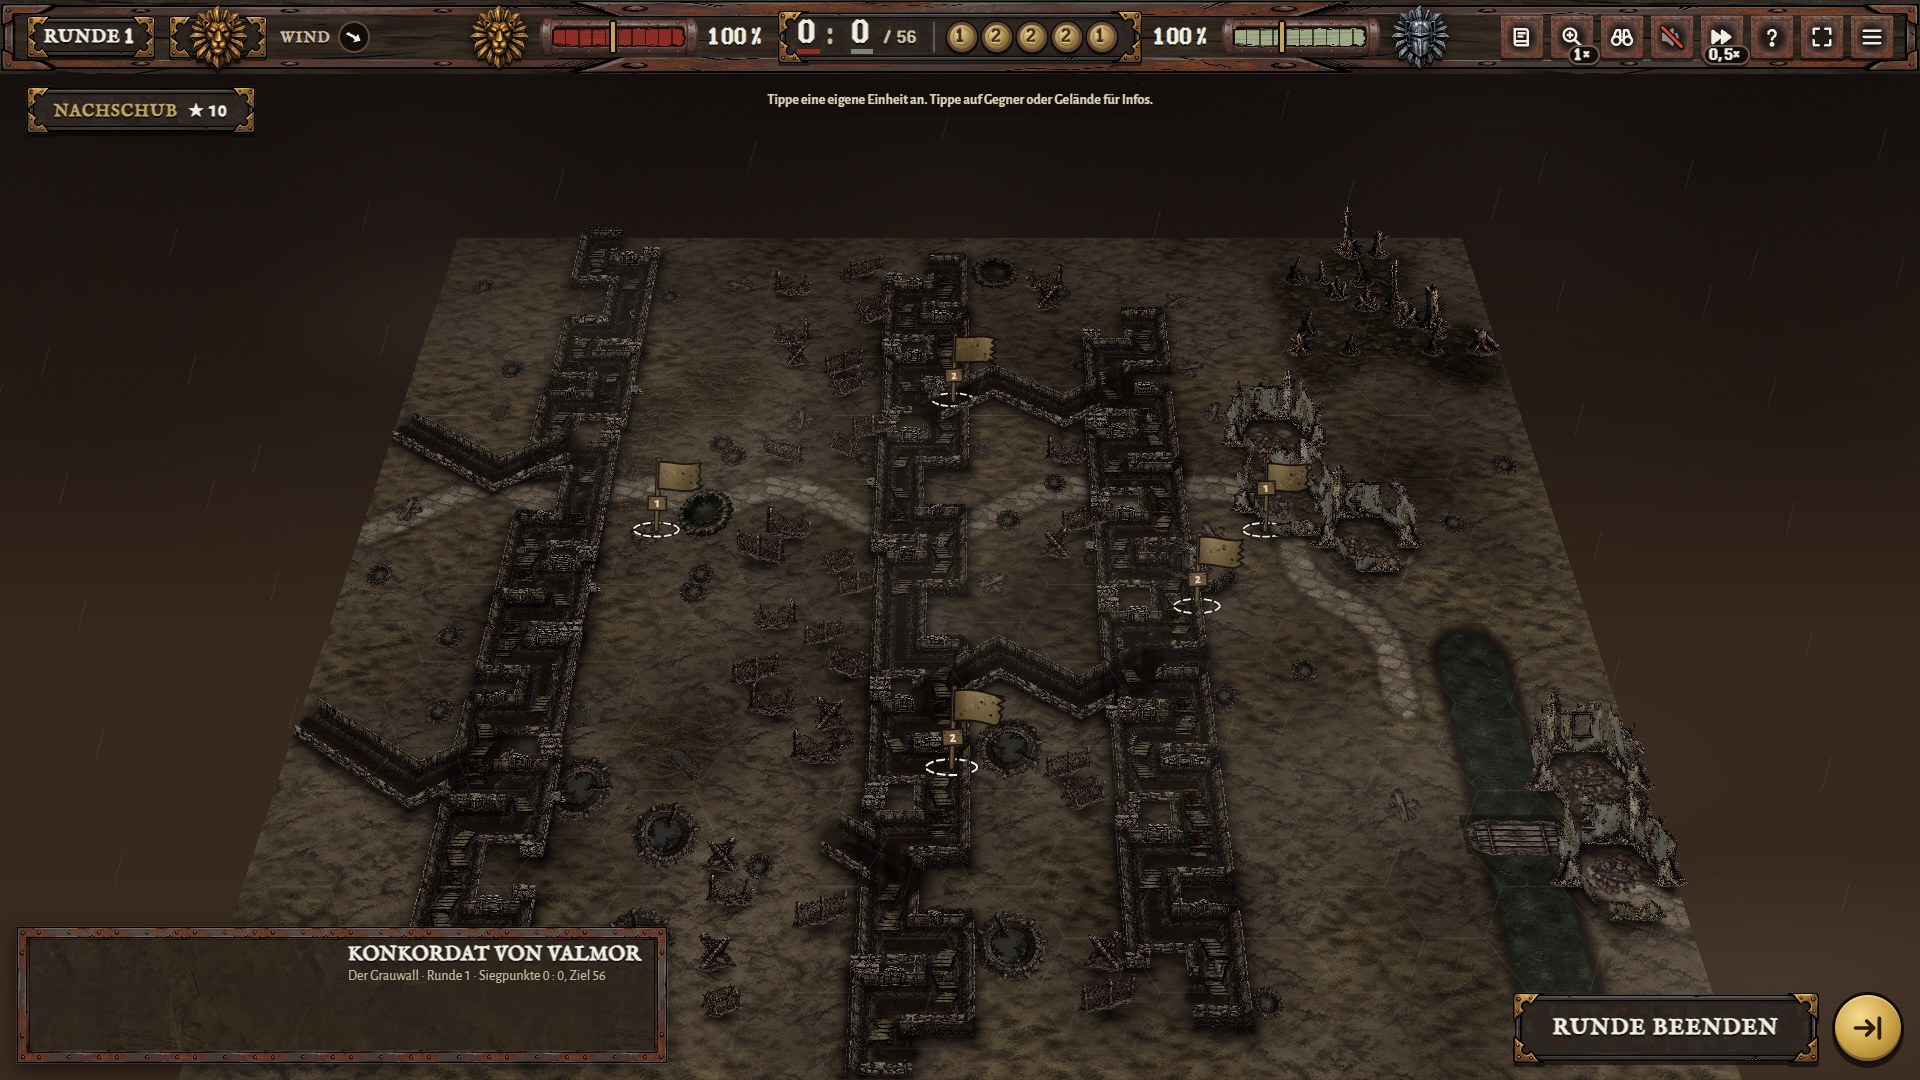 RUNDE 1
WIND
100 %
0 : 0 / 56
1 2 2 2 1
100 %
1×
0,5×
?
NACHSCHUB ★ 10
Tippe eine eigene Einheit an. Tippe auf Gegner oder Gelände für Infos.
2
1
1
2
2
KONKORDAT VON VALMOR
Der Grauwall · Runde 1 · Siegpunkte 0 : 0, Ziel 56
RUNDE BEENDEN